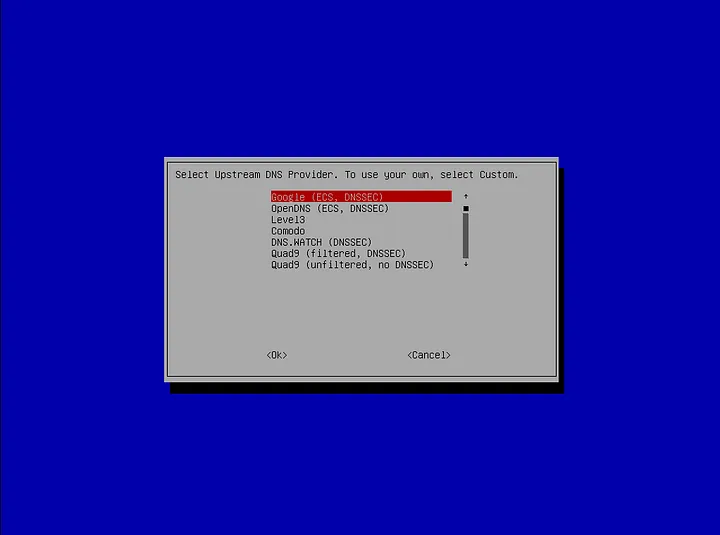 Select Upstream DNS Provider. To use your own, select Custom.
Google (ECS, DNSSEC)
OpenDNS (ECS, DNSSEC)
Level3
Comodo
DNS.WATCH (DNSSEC)
Quad9 (filtered, DNSSEC)
Quad9 (unfiltered, no DNSSEC)
<Ok> <Cancel>